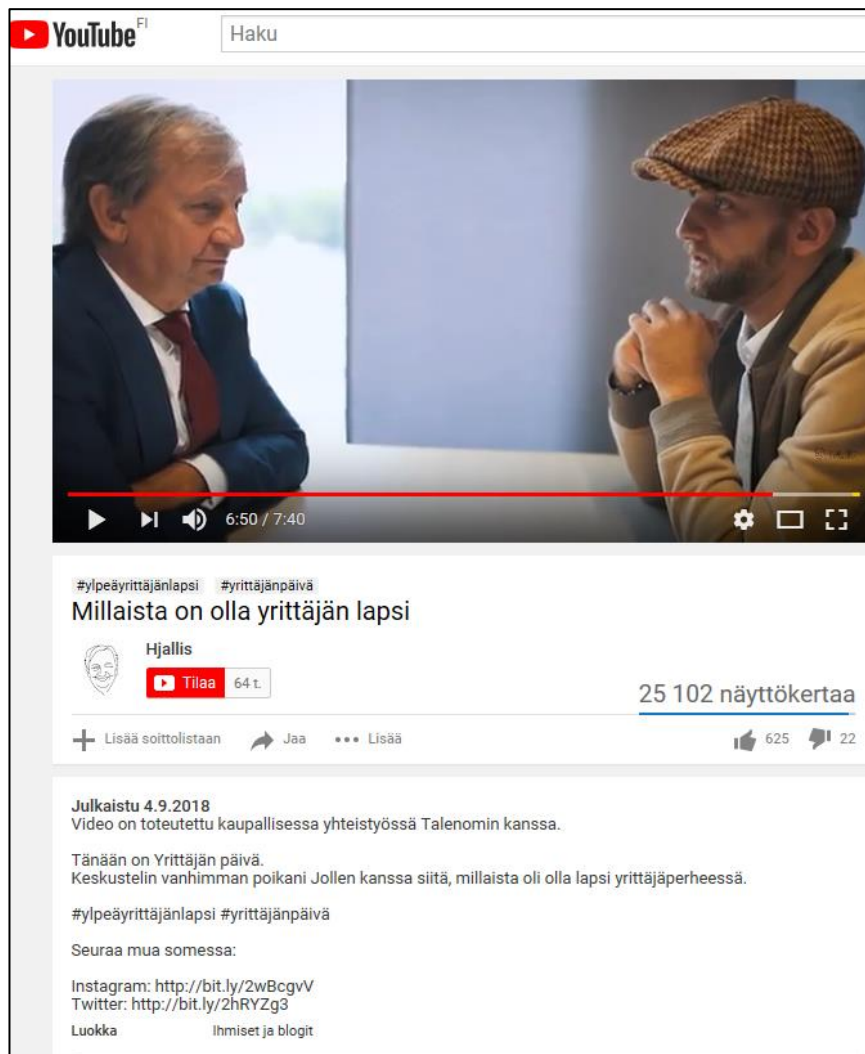 YouTube FI
Haku
6:50 / 7:40
#ylpeäyrittäjänlapsi #yrittäjänpäivä
Millaista on olla yrittäjän lapsi
Hjallis
Tilaa 64 t.
25 102 näyttökertaa
Lisää soittolistaan Jaa Lisää 625 22
Julkaistu 4.9.2018
Video on toteutettu kaupallisessa yhteistyössä Talenomin kanssa.
Tänään on Yrittäjän päivä.
Keskustelin vanhimman poikani Jollen kanssa siitä, millaista oli olla lapsi yrittäjäperheessä.
#ylpeäyrittäjänlapsi #yrittäjänpäivä
Seuraa mua somessa:
Instagram: http://bit.ly/2wBcgvV
Twitter: http://bit.ly/2hRYZg3
Luokka Ihmiset ja blogit